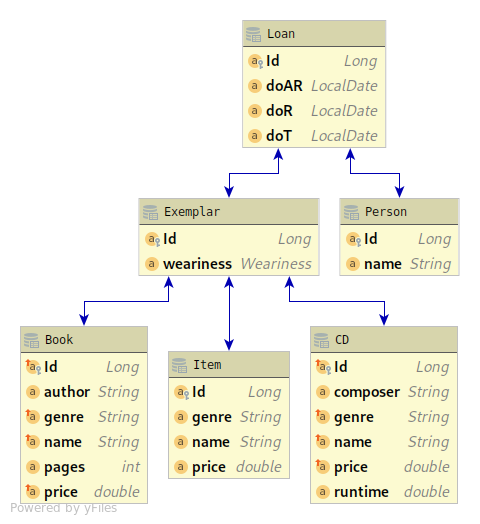 Loan
Id Long
doAR LocalDate
doR LocalDate
doT LocalDate
Exemplar
Id Long
weariness Weariness
Person
Id Long
name String
Book
Id Long
author String
genre String
name String
pages int
price double
Item
Id Long
genre String
name String
price double
CD
Id Long
composer String
genre String
name String
price double
runtime double
Powered by yFiles